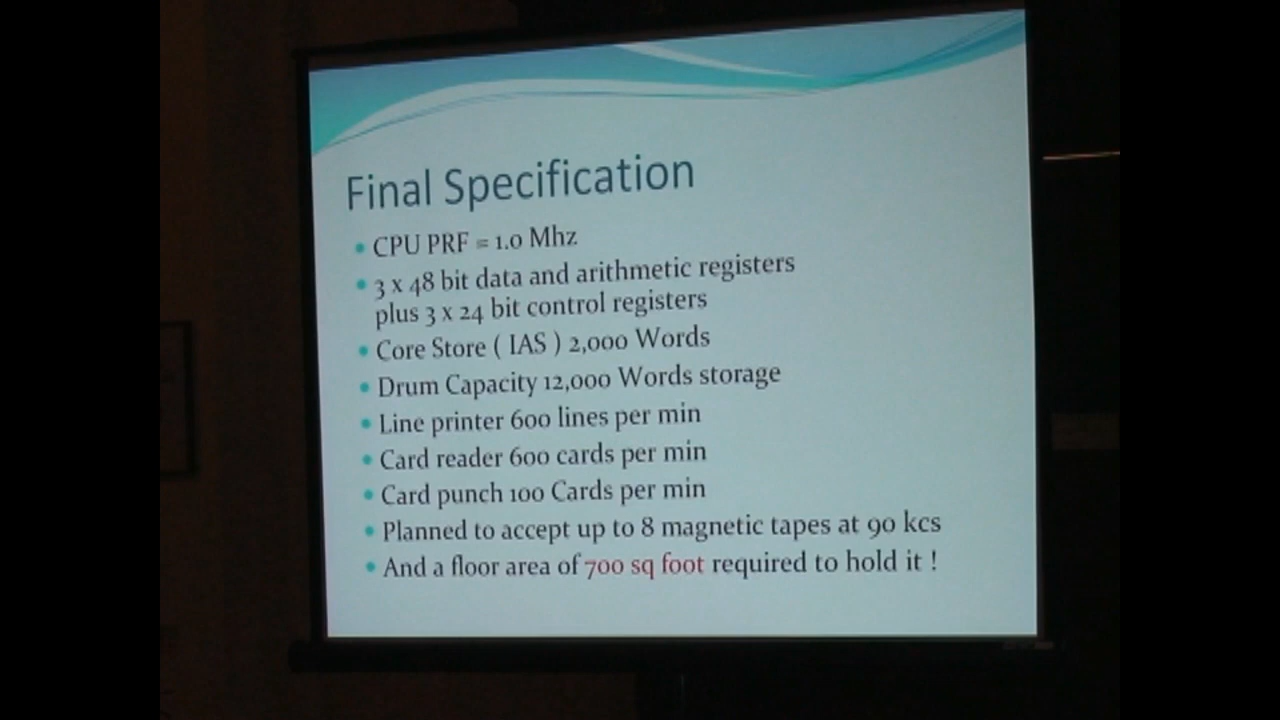 Final Specification
• CPU PRF = 1.0 Mhz
• 3 x 48 bit data and arithmetic registers
plus 3 x 24 bit control registers
• Core Store ( IAS ) 2,000 Words
• Drum Capacity 12,000 Words storage
• Line printer 600 lines per min
• Card reader 600 cards per min
• Card punch 100 Cards per min
• Planned to accept up to 8 magnetic tapes at 90 kcs
• And a floor area of 700 sq foot required to hold it !